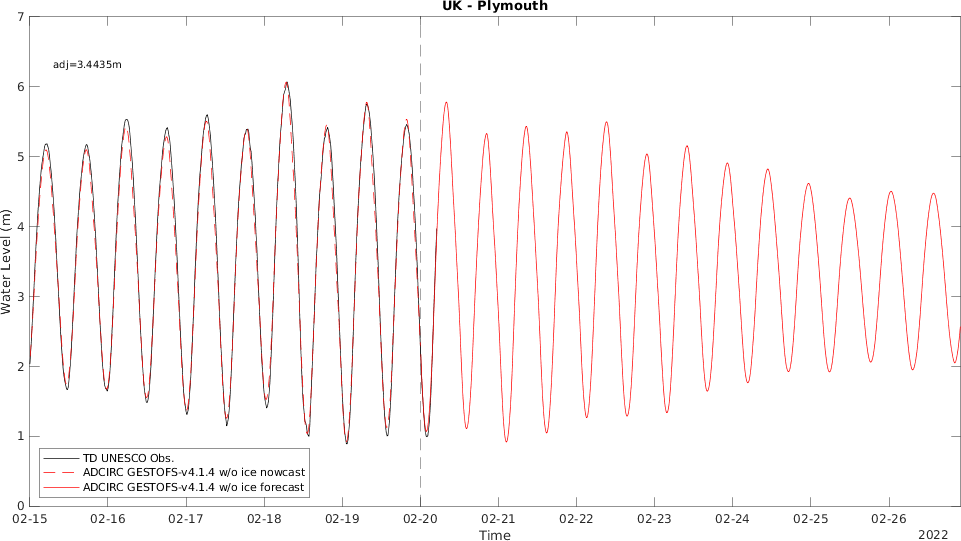 UK - Plymouth
7
adj=3.4435m
6
5
4
3
2
1
0
Water Level (m)
TD UNESCO Obs.
ADCIRC GESTOFS-v4.1.4 w/o ice nowcast
ADCIRC GESTOFS-v4.1.4 w/o ice forecast
02-15 02-16 02-17 02-18 02-19 02-20 02-21 02-22 02-23 02-24 02-25 02-26
Time
2022